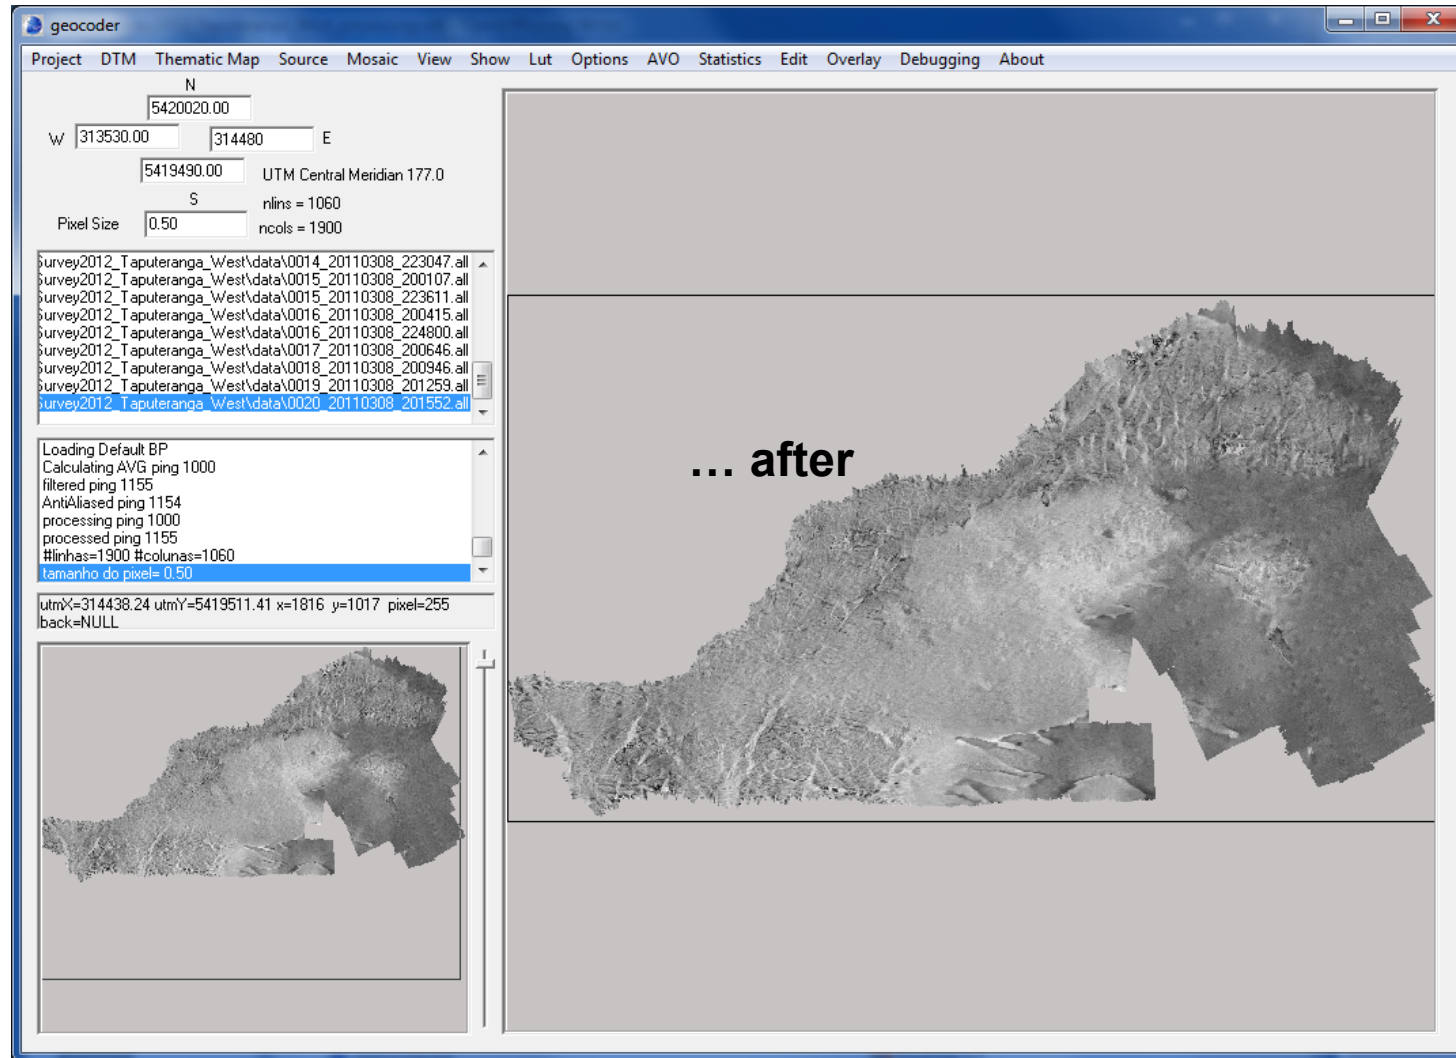 geocoder
Project DTM Thematic Map Source Mosaic View Show Lut Options AVO Statistics Edit Overlay Debugging About
N
5420020.00
W 313530.00 314480 E
5419490.00 UTM Central Meridian 177.0
S nlins = 1060
Pixel Size 0.50 ncols = 1900
Survey2012_Taputeranga_West\data\0014_20110308_223047.all
Survey2012_Taputeranga_West\data\0015_20110308_200107.all
Survey2012_Taputeranga_West\data\0015_20110308_223611.all
Survey2012_Taputeranga_West\data\0016_20110308_200415.all
Survey2012_Taputeranga_West\data\0016_20110308_224800.all
Survey2012_Taputeranga_West\data\0017_20110308_200646.all
Survey2012_Taputeranga_West\data\0018_20110308_200946.all
Survey2012_Taputeranga_West\data\0019_20110308_201259.all
Survey2012_Taputeranga_West\data\0020_20110308_201552.all
Loading Default BP
Calculating AVG ping 1000
filtered ping 1155
AntiAliased ping 1154
processing ping 1000
processed ping 1155
#linhas=1900 #colunas=1060
tamanho do pixel= 0.50
utmX=314438.24 utmY=5419511.41 x=1816 y=1017 pixel=255
back=NULL
... after